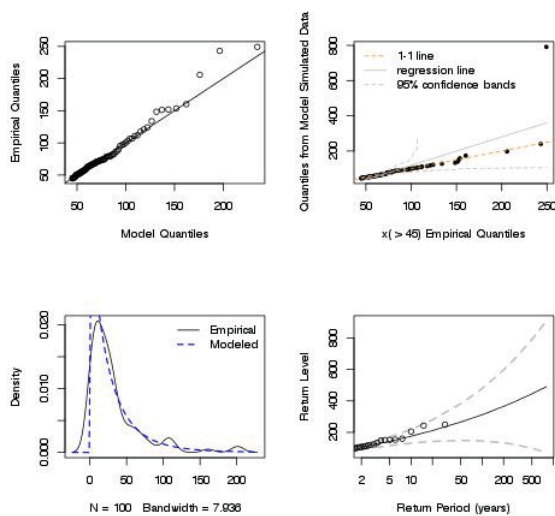 250
200
150
100
50
Empirical Quantiles
50
100
150
200
Model Quantiles
800
600
400
200
Quantiles from Model Simulated Data
1-1 line
regression line
95% confidence bands
50
100
150
200
250
x( > 45) Empirical Quantiles
0.020
0.010
0.000
Density
Empirical
Modeled
0
50
100
150
200
N = 100 Bandwidth = 7.936
800
600
400
200
Return Level
2
5
10
50
200
500
Return Period (years)